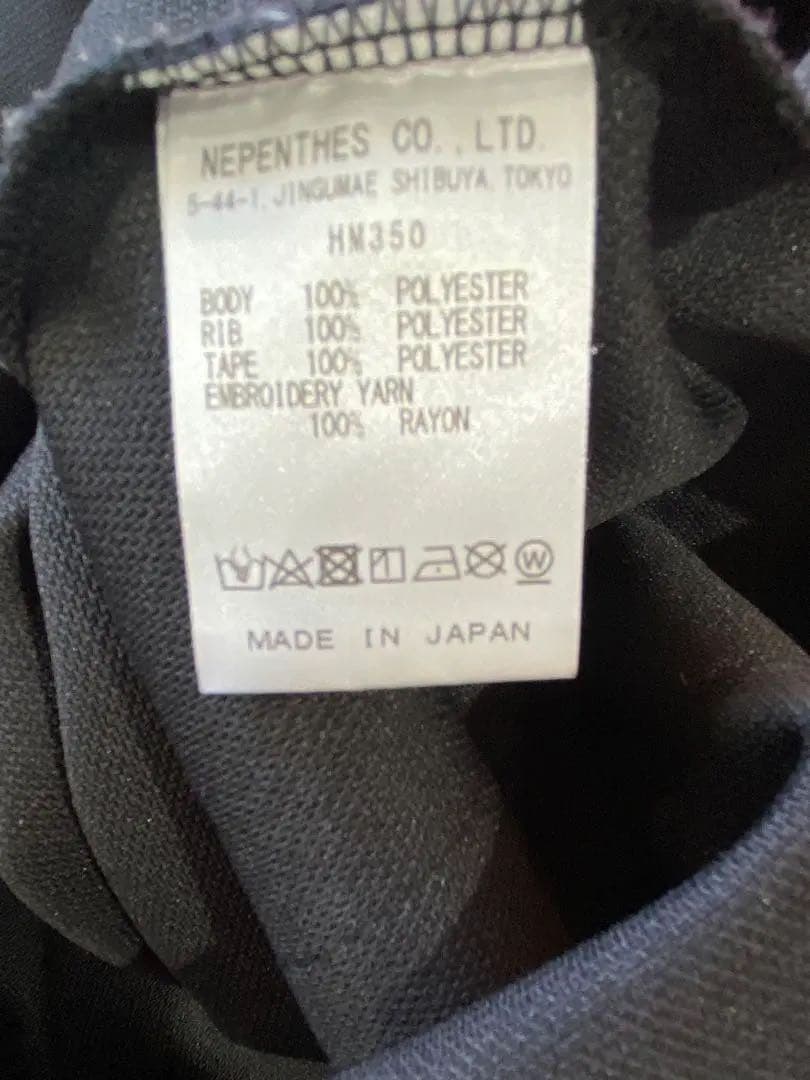 NEPENTHES CO.,LTD.
5-44-1,JINGUMAE SHIBUYA,TOKYO
HM350
BODY 100% POLYESTER
RIB 100% POLYESTER
TAPE 100% POLYESTER
EMBROIDERY YARN
100% RAYON
W
MADE IN JAPAN